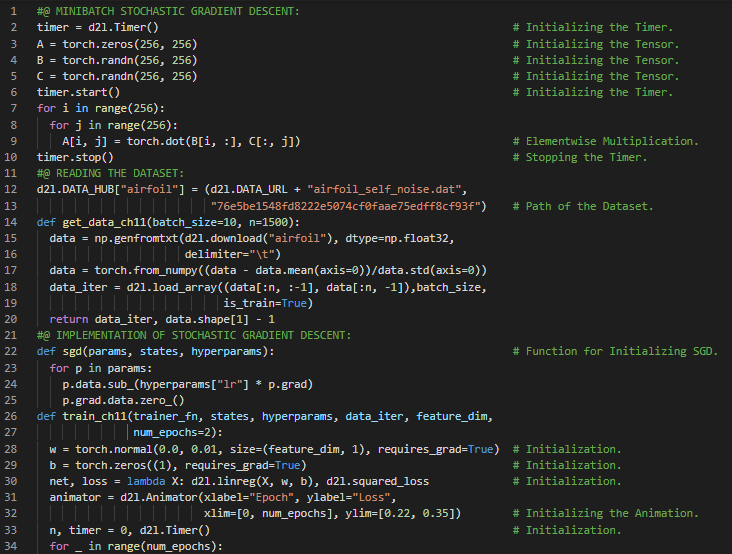 1 #@ MINIBATCH STOCHASTIC GRADIENT DESCENT:
2 timer = d2l.Timer() # Initializing the Timer.
3 A = torch.zeros(256, 256) # Initializing the Tensor.
4 B = torch.randn(256, 256) # Initializing the Tensor.
5 C = torch.randn(256, 256) # Initializing the Tensor.
6 timer.start() # Initializing the Timer.
7 for i in range(256):
8 for j in range(256):
9 A[i, j] = torch.dot(B[i, :], C[:, j]) # Elementwise Multiplication.
10 timer.stop() # Stopping the Timer.
11 #@ READING THE DATASET:
12 d2l.DATA_HUB["airfoil"] = (d2l.DATA_URL + "airfoil_self_noise.dat",
13 "76e5be1548fd8222e5074cf0faae75edff8cf93f") # Path of the Dataset.
14 def get_data_ch11(batch_size=10, n=1500):
15 data = np.genfromtxt(d2l.download("airfoil"), dtype=np.float32,
16 delimiter="\t")
17 data = torch.from_numpy((data - data.mean(axis=0))/data.std(axis=0))
18 data_iter = d2l.load_array((data[:n, :-1], data[:n, -1]),batch_size,
19 is_train=True)
20 return data_iter, data.shape[1] - 1
21 #@ IMPLEMENTATION OF STOCHASTIC GRADIENT DESCENT:
22 def sgd(params, states, hyperparams): # Function for Initializing SGD.
23 for p in params:
24 p.data.sub_(hyperparams["lr"] * p.grad)
25 p.grad.data.zero_()
26 def train_ch11(trainer_fn, states, hyperparams, data_iter, feature_dim,
27 num_epochs=2):
28 w = torch.normal(0.0, 0.01, size=(feature_dim, 1), requires_grad=True) # Initialization.
29 b = torch.zeros((1), requires_grad=True) # Initialization.
30 net, loss = lambda X: d2l.linreg(X, w, b), d2l.squared_loss # Initialization.
31 animator = d2l.Animator(xlabel="Epoch", ylabel="Loss",
32 xlim=[0, num_epochs], ylim=[0.22, 0.35]) # Initializing the Animation.
33 n, timer = 0, d2l.Timer() # Initialization.
34 for _ in range(num_epochs):